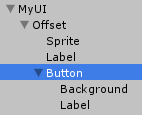 MyUI
Offset
Sprite
Label
Button
Background
Label